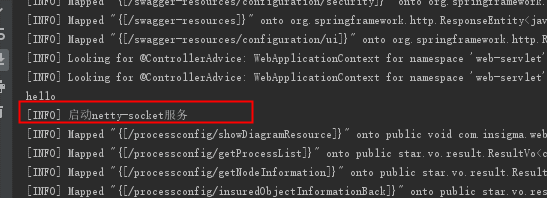 [INFO] Mapped "{[/swagger-resources/configuration/security]}" onto org.springframework.
[INFO] Mapped "{[/swagger-resources]}" onto org.springframework.http.ResponseEntity<jav
[INFO] Mapped "{[/swagger-resources/configuration/ui]}" onto org.springframework.http.R
[INFO] Looking for @ControllerAdvice: WebApplicationContext for namespace 'web-servlet'
[INFO] Looking for @ControllerAdvice: WebApplicationContext for namespace 'web-servlet'
hello
[INFO] 启动netty-socket服务
[INFO] Mapped "{[/processconfig/showDiagramResource]}" onto public void com.insigma.web
[INFO] Mapped "{[/processconfig/getProcessList]}" onto public star.vo.result.ResultVo<c
[INFO] Mapped "{[/processconfig/getNodeInformation]}" onto public star.vo.result.Result
[INFO] Mapped "{[/processconfig/insuredObjectInformationBack]}" onto public star.vo.res